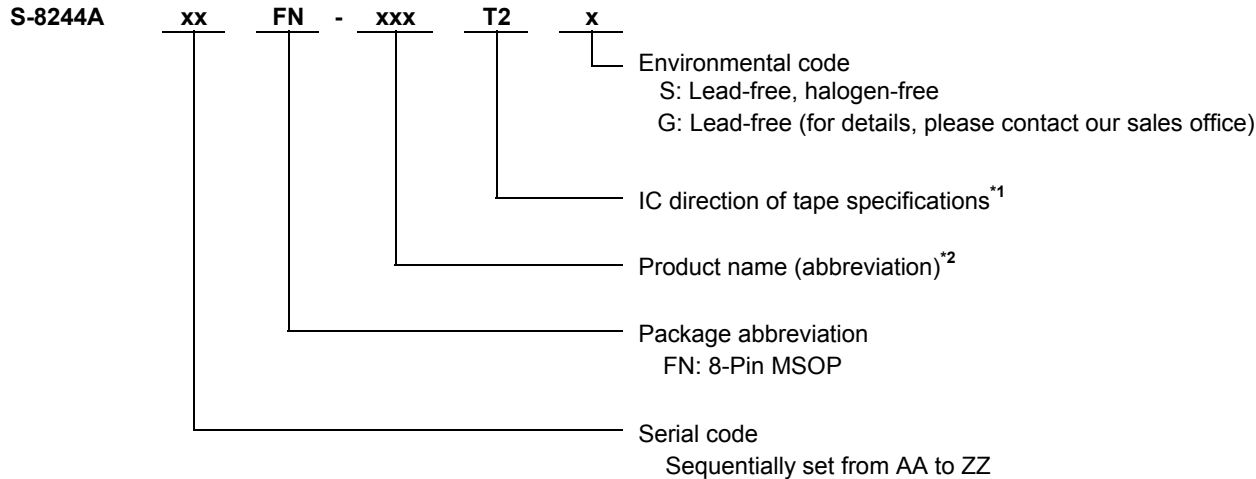 S-8244A xx FN - xxx T2 x
Environmental code
S: Lead-free, halogen-free
G: Lead-free (for details, please contact our sales office)
IC direction of tape specifications*1
Product name (abbreviation)*2
Package abbreviation
FN: 8-Pin MSOP
Serial code
Sequentially set from AA to ZZ